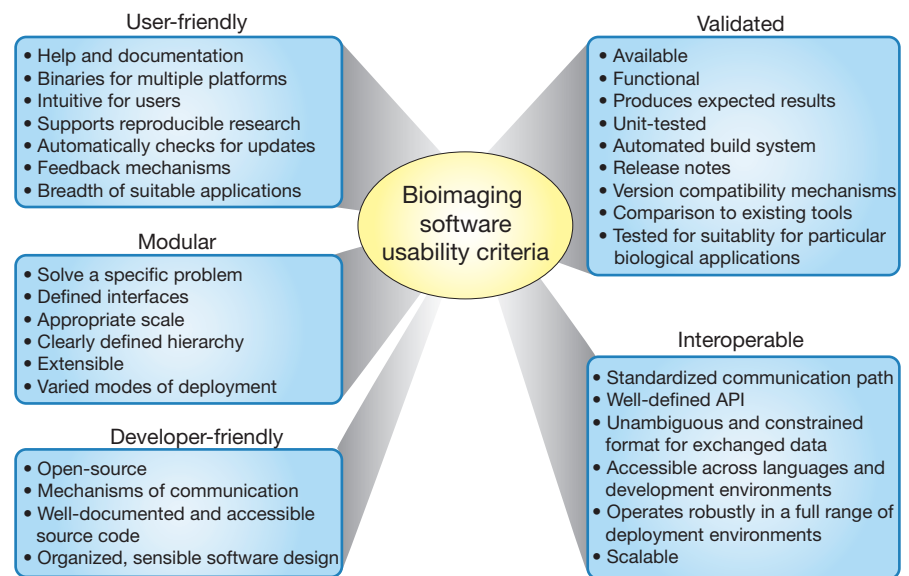 User-friendly
• Help and documentation
• Binaries for multiple platforms
• Intuitive for users
• Supports reproducible research
• Automatically checks for updates
• Feedback mechanisms
• Breadth of suitable applications
Modular
• Solve a specific problem
• Defined interfaces
• Appropriate scale
• Clearly defined hierarchy
• Extensible
• Varied modes of deployment
Developer-friendly
• Open-source
• Mechanisms of communication
• Well-documented and accessible
source code
• Organized, sensible software design
Bioimaging
software
usability criteria
Validated
• Available
• Functional
• Produces expected results
• Unit-tested
• Automated build system
• Release notes
• Version compatibility mechanisms
• Comparison to existing tools
• Tested for suitablity for particular
biological applications
Interoperable
• Standardized communication path
• Well-defined API
• Unambiguous and constrained
format for exchanged data
• Accessible across languages and
development environments
• Operates robustly in a full range of
deployment environments
• Scalable